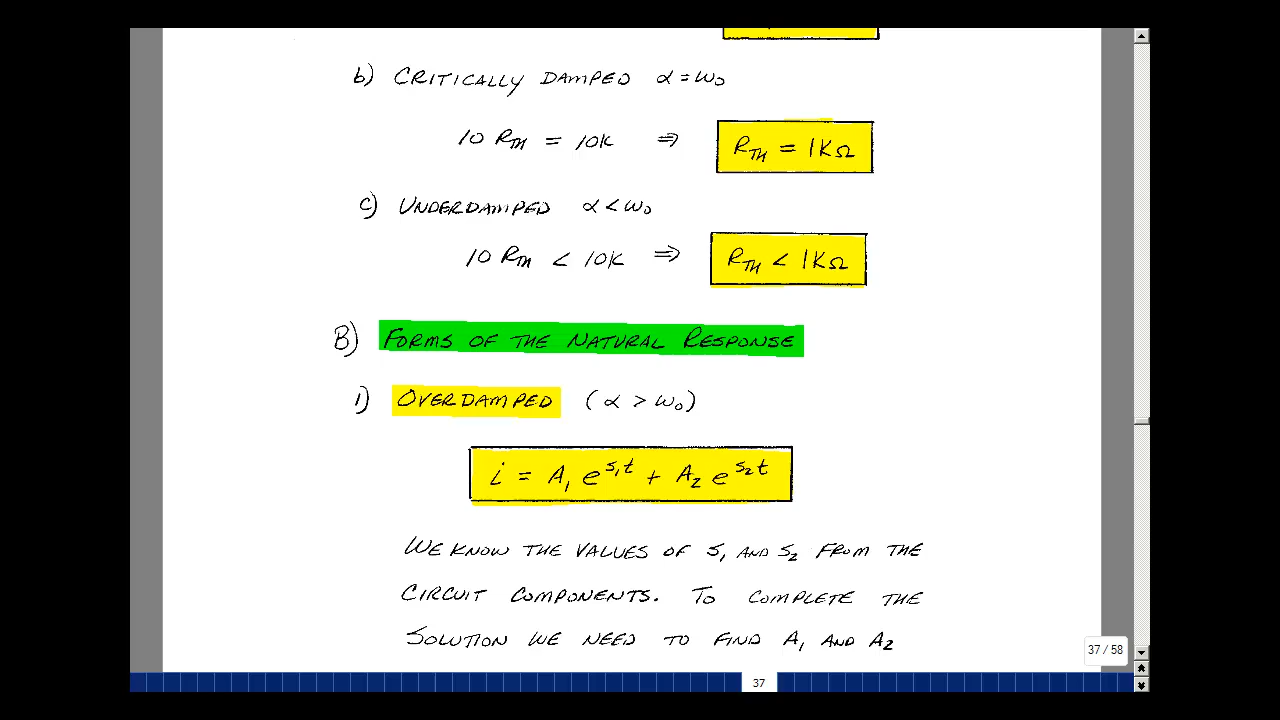 b) CRITICALLY DAMPED α = ω₀
10 R_TH = 10K ⇒ R_TH = 1KΩ
c) UNDERDAMPED α < ω₀
10 R_TH < 10K ⇒ R_TH < 1KΩ
B) FORMS OF THE NATURAL RESPONSE
1) OVERDAMPED (α > ω₀)
i = A₁ e^{s₁t} + A₂ e^{s₂t}
WE KNOW THE VALUES OF S₁ AND S₂ FROM THE
CIRCUIT COMPONENTS. TO COMPLETE THE
SOLUTION WE NEED TO FIND A₁ AND A₂
37 / 58
37